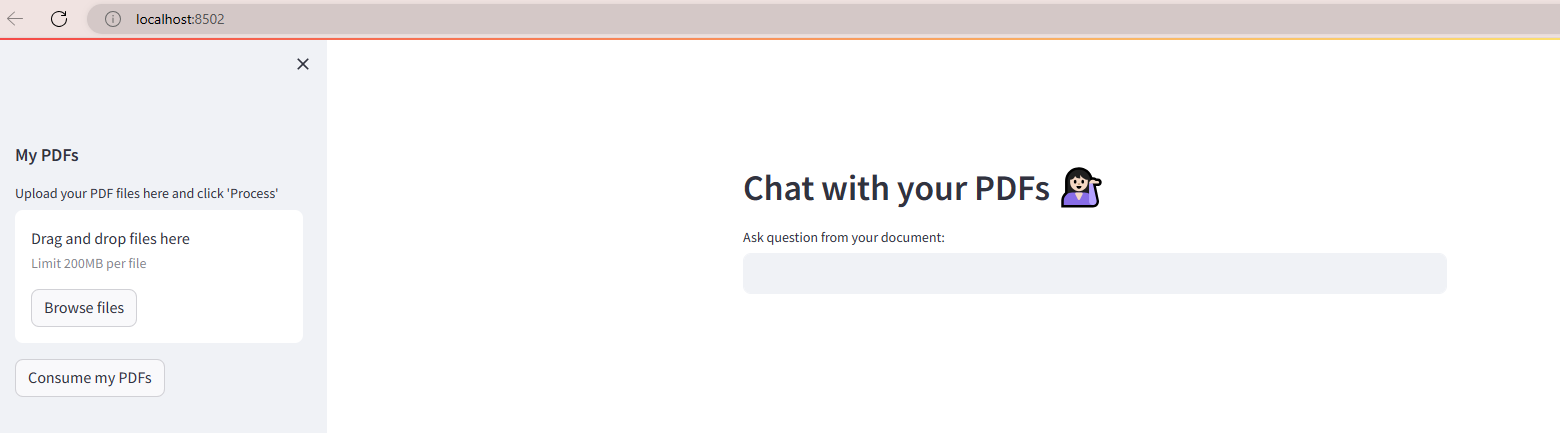 localhost:8502
My PDFs
Upload your PDF files here and click 'Process'
Drag and drop files here
Limit 200MB per file
Browse files
Consume my PDFs
Chat with your PDFs 💁🏻‍♀️
Ask question from your document: